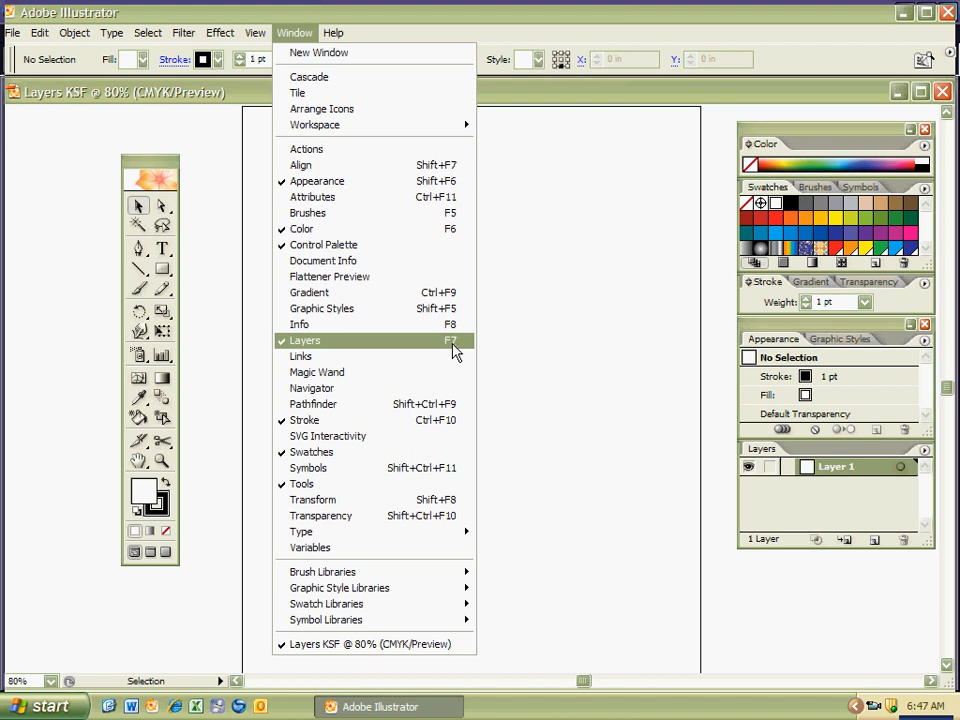 Adobe Illustrator
File Edit Object Type Select Filter Effect View Window Help
No Selection Fill: Stroke: 1 pt Style: X: 0 in Y: 0 in
Layers KSF @ 80% (CMYK/Preview)
New Window
Cascade
Tile
Arrange Icons
Workspace
Actions
Align Shift+F7
Appearance Shift+F6
Attributes Ctrl+F11
Brushes F5
Color F6
Control Palette
Document Info
Flattener Preview
Gradient Ctrl+F9
Graphic Styles Shift+F5
Info F8
Layers F7
Links
Magic Wand
Navigator
Pathfinder Shift+Ctrl+F9
Stroke Ctrl+F10
SVG Interactivity
Swatches
Symbols Shift+Ctrl+F11
Tools
Transform Shift+F8
Transparency Shift+Ctrl+F10
Type
Variables
Brush Libraries
Graphic Style Libraries
Swatch Libraries
Symbol Libraries
Layers KSF @ 80% (CMYK/Preview)
Color
Swatches Brushes Symbols
Stroke Gradient Transparency
Weight: 1 pt
Appearance Graphic Styles
No Selection
Stroke: 1 pt
Fill:
Default Transparency
Layers
Layer 1
1 Layer
80% Selection
start Adobe Illustrator 6:47 AM